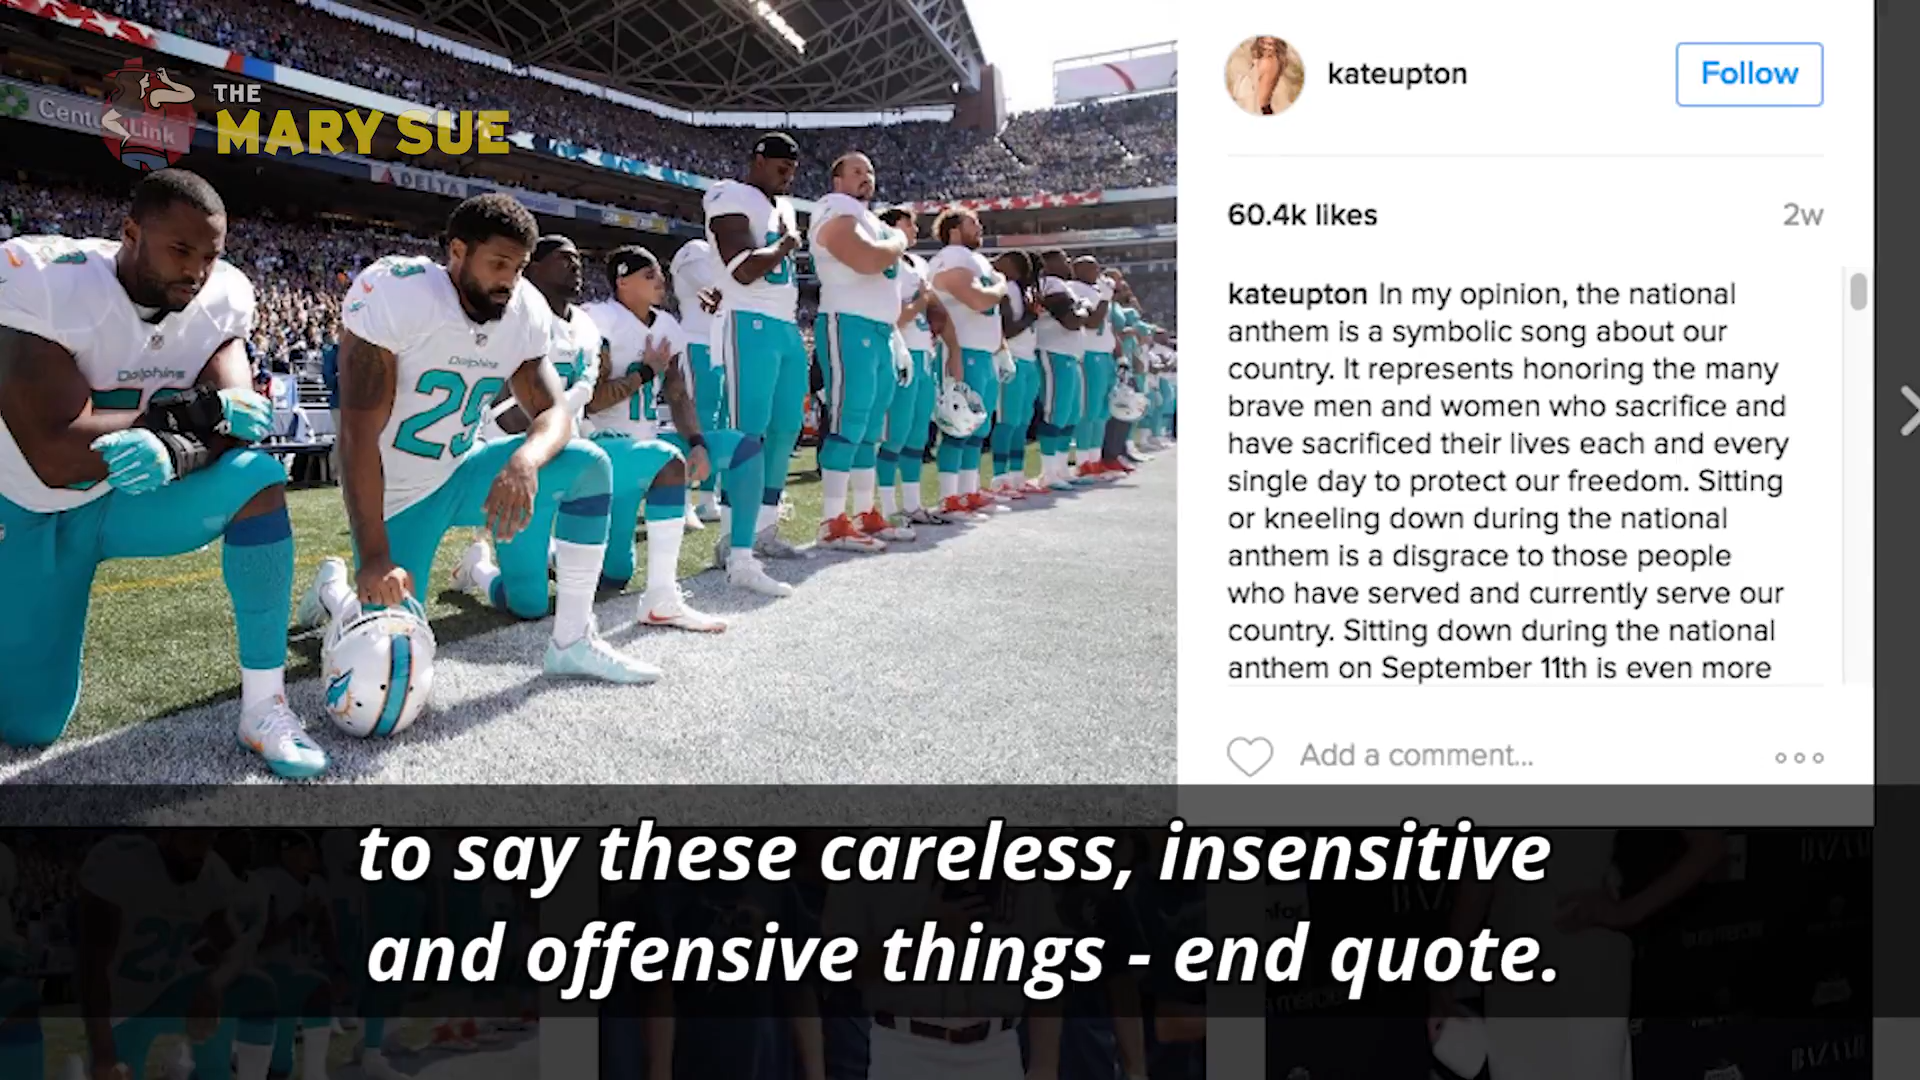 THE
MARY SUE
CenturyLink
DELTA
Dolphins
Dolphins
29
kateupton
Follow
60.4k likes
2w
kateupton In my opinion, the national
anthem is a symbolic song about our
country. It represents honoring the many
brave men and women who sacrifice and
have sacrificed their lives each and every
single day to protect our freedom. Sitting
or kneeling down during the national
anthem is a disgrace to those people
who have served and currently serve our
country. Sitting down during the national
anthem on September 11th is even more
Add a comment...
to say these careless, insensitive
and offensive things - end quote.
BAZAAR